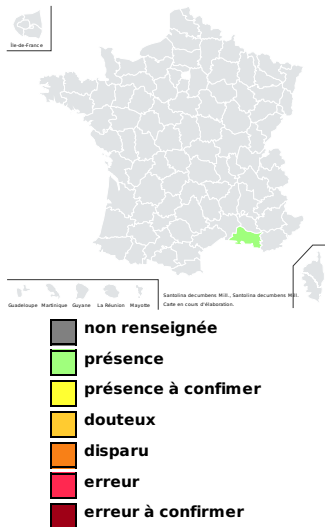 Île-de-France
Santolina decumbens Mill., Santolina decumbens Mill.
Carte en cours d'élaboration.
Guadeloupe Martinique Guyane La Réunion Mayotte
non renseignée
présence
présence à confimer
douteux
disparu
erreur
erreur à confirmer